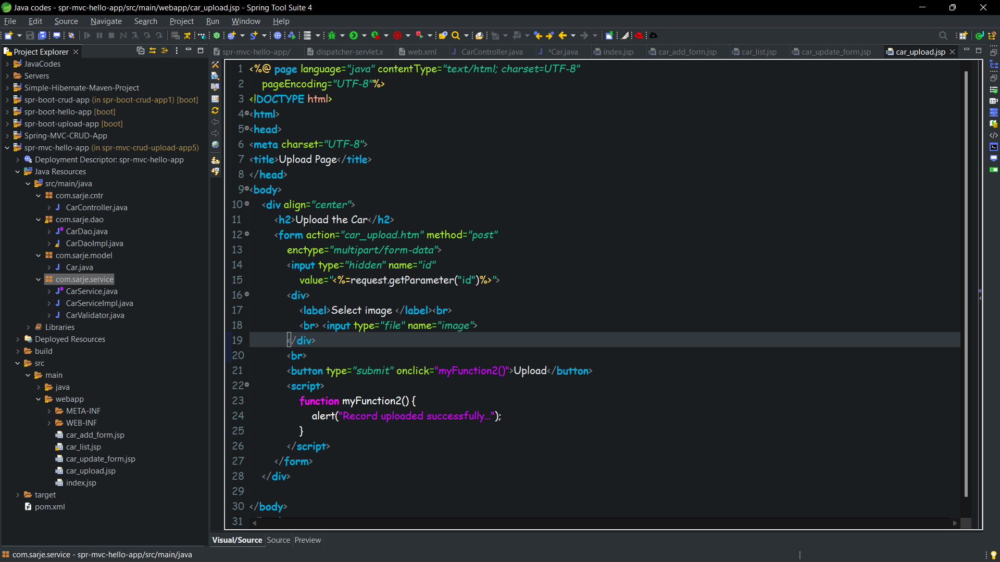 Java codes - spr-mvc-hello-app/src/main/webapp/car_upload.jsp - Spring Tool Suite 4
File Edit Source Navigate Search Project Run Window Help
Project Explorer
spr-mvc-hello-app/ dispatcher-servlet.x web.xml CarController.java *Car.java index.jsp car_add_form.jsp car_list.jsp car_update_form.jsp car_upload.jsp
JavaCodes
Servers
Simple-Hibernate-Maven-Project
spr-boot-crud-app (in spr-boot-crud-app1) [boot]
spr-boot-hello-app [boot]
spr-boot-upload-app [boot]
Spring-MVC-CRUD-App
spr-mvc-hello-app (in spr-mvc-crud-upload-app5)
Deployment Descriptor: spr-mvc-hello-app
Java Resources
src/main/java
com.sarje.cntr
CarController.java
com.sarje.dao
CarDao.java
CarDaoImpl.java
com.sarje.model
Car.java
com.sarje.service
CarService.java
CarServiceImpl.java
CarValidator.java
Libraries
Deployed Resources
build
src
main
java
webapp
META-INF
WEB-INF
car_add_form.jsp
car_list.jsp
car_update_form.jsp
car_upload.jsp
index.jsp
target
pom.xml
1 <%@ page language="java" contentType="text/html; charset=UTF-8"
2 pageEncoding="UTF-8"%>
3 <!DOCTYPE html>
4 <html>
5 <head>
6 <meta charset="UTF-8">
7 <title>Upload Page</title>
8 </head>
9 <body>
10 <div align="center">
11 <h2>Upload the Car</h2>
12 <form action="car_upload.htm" method="post"
13 enctype="multipart/form-data">
14 <input type="hidden" name="id"
15 value="<%=request.getParameter("id")%>">
16 <div>
17 <label>Select image </label><br>
18 <br> <input type="file" name="image">
19 </div>
20 <br>
21 <button type="submit" onclick="myFunction2()">Upload</button>
22 <script>
23 function myFunction2() {
24 alert("Record uploaded successfully...");
25 }
26 </script>
27 </form>
28 </div>
29
30 </body>
31
Visual/Source Source Preview
com.sarje.service - spr-mvc-hello-app/src/main/java